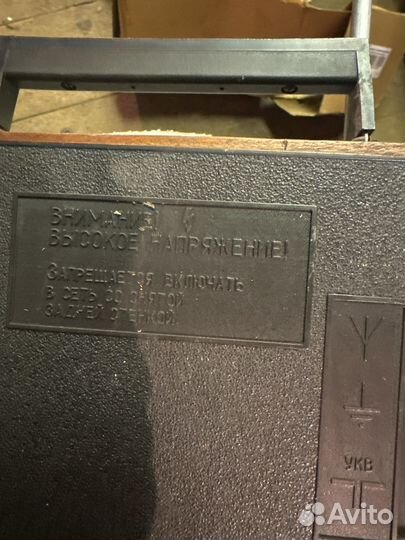 ВНИМАНИЕ!
ВЫСОКОЕ НАПРЯЖЕНИЕ!
ЗАПРЕЩАЕТСЯ ВКЛЮЧАТЬ
В СЕТЬ СО СНЯТОЙ
ЗАДНЕЙ СТЕНКОЙ
УКВ
Avito